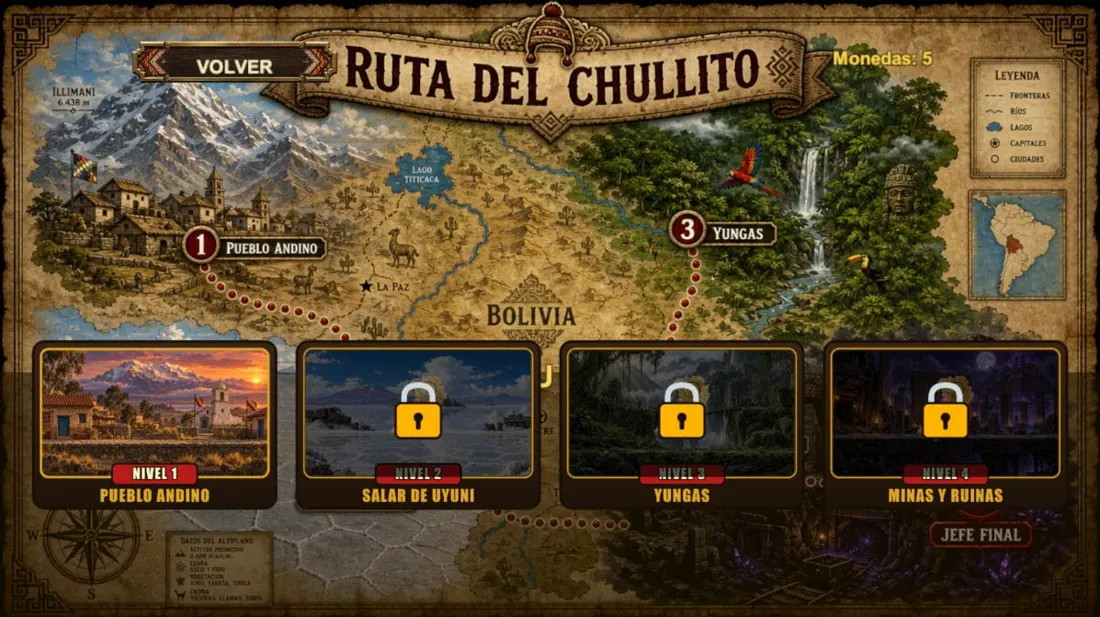 VOLVER
RUTA DEL CHULLITO
Monedas: 5
ILLIMANI
6.438 m
LEYENDA
FRONTERAS
RÍOS
LAGOS
CAPITALES
CIUDADES
LAGO
TITICACA
1 PUEBLO ANDINO
3 YUNGAS
LA PAZ
BOLIVIA
NIVEL 1
PUEBLO ANDINO
NIVEL 2
SALAR DE UYUNI
NIVEL 3
YUNGAS
NIVEL 4
MINAS Y RUINAS
JEFE FINAL
W
E
S
DATOS DEL ALTIPLANO